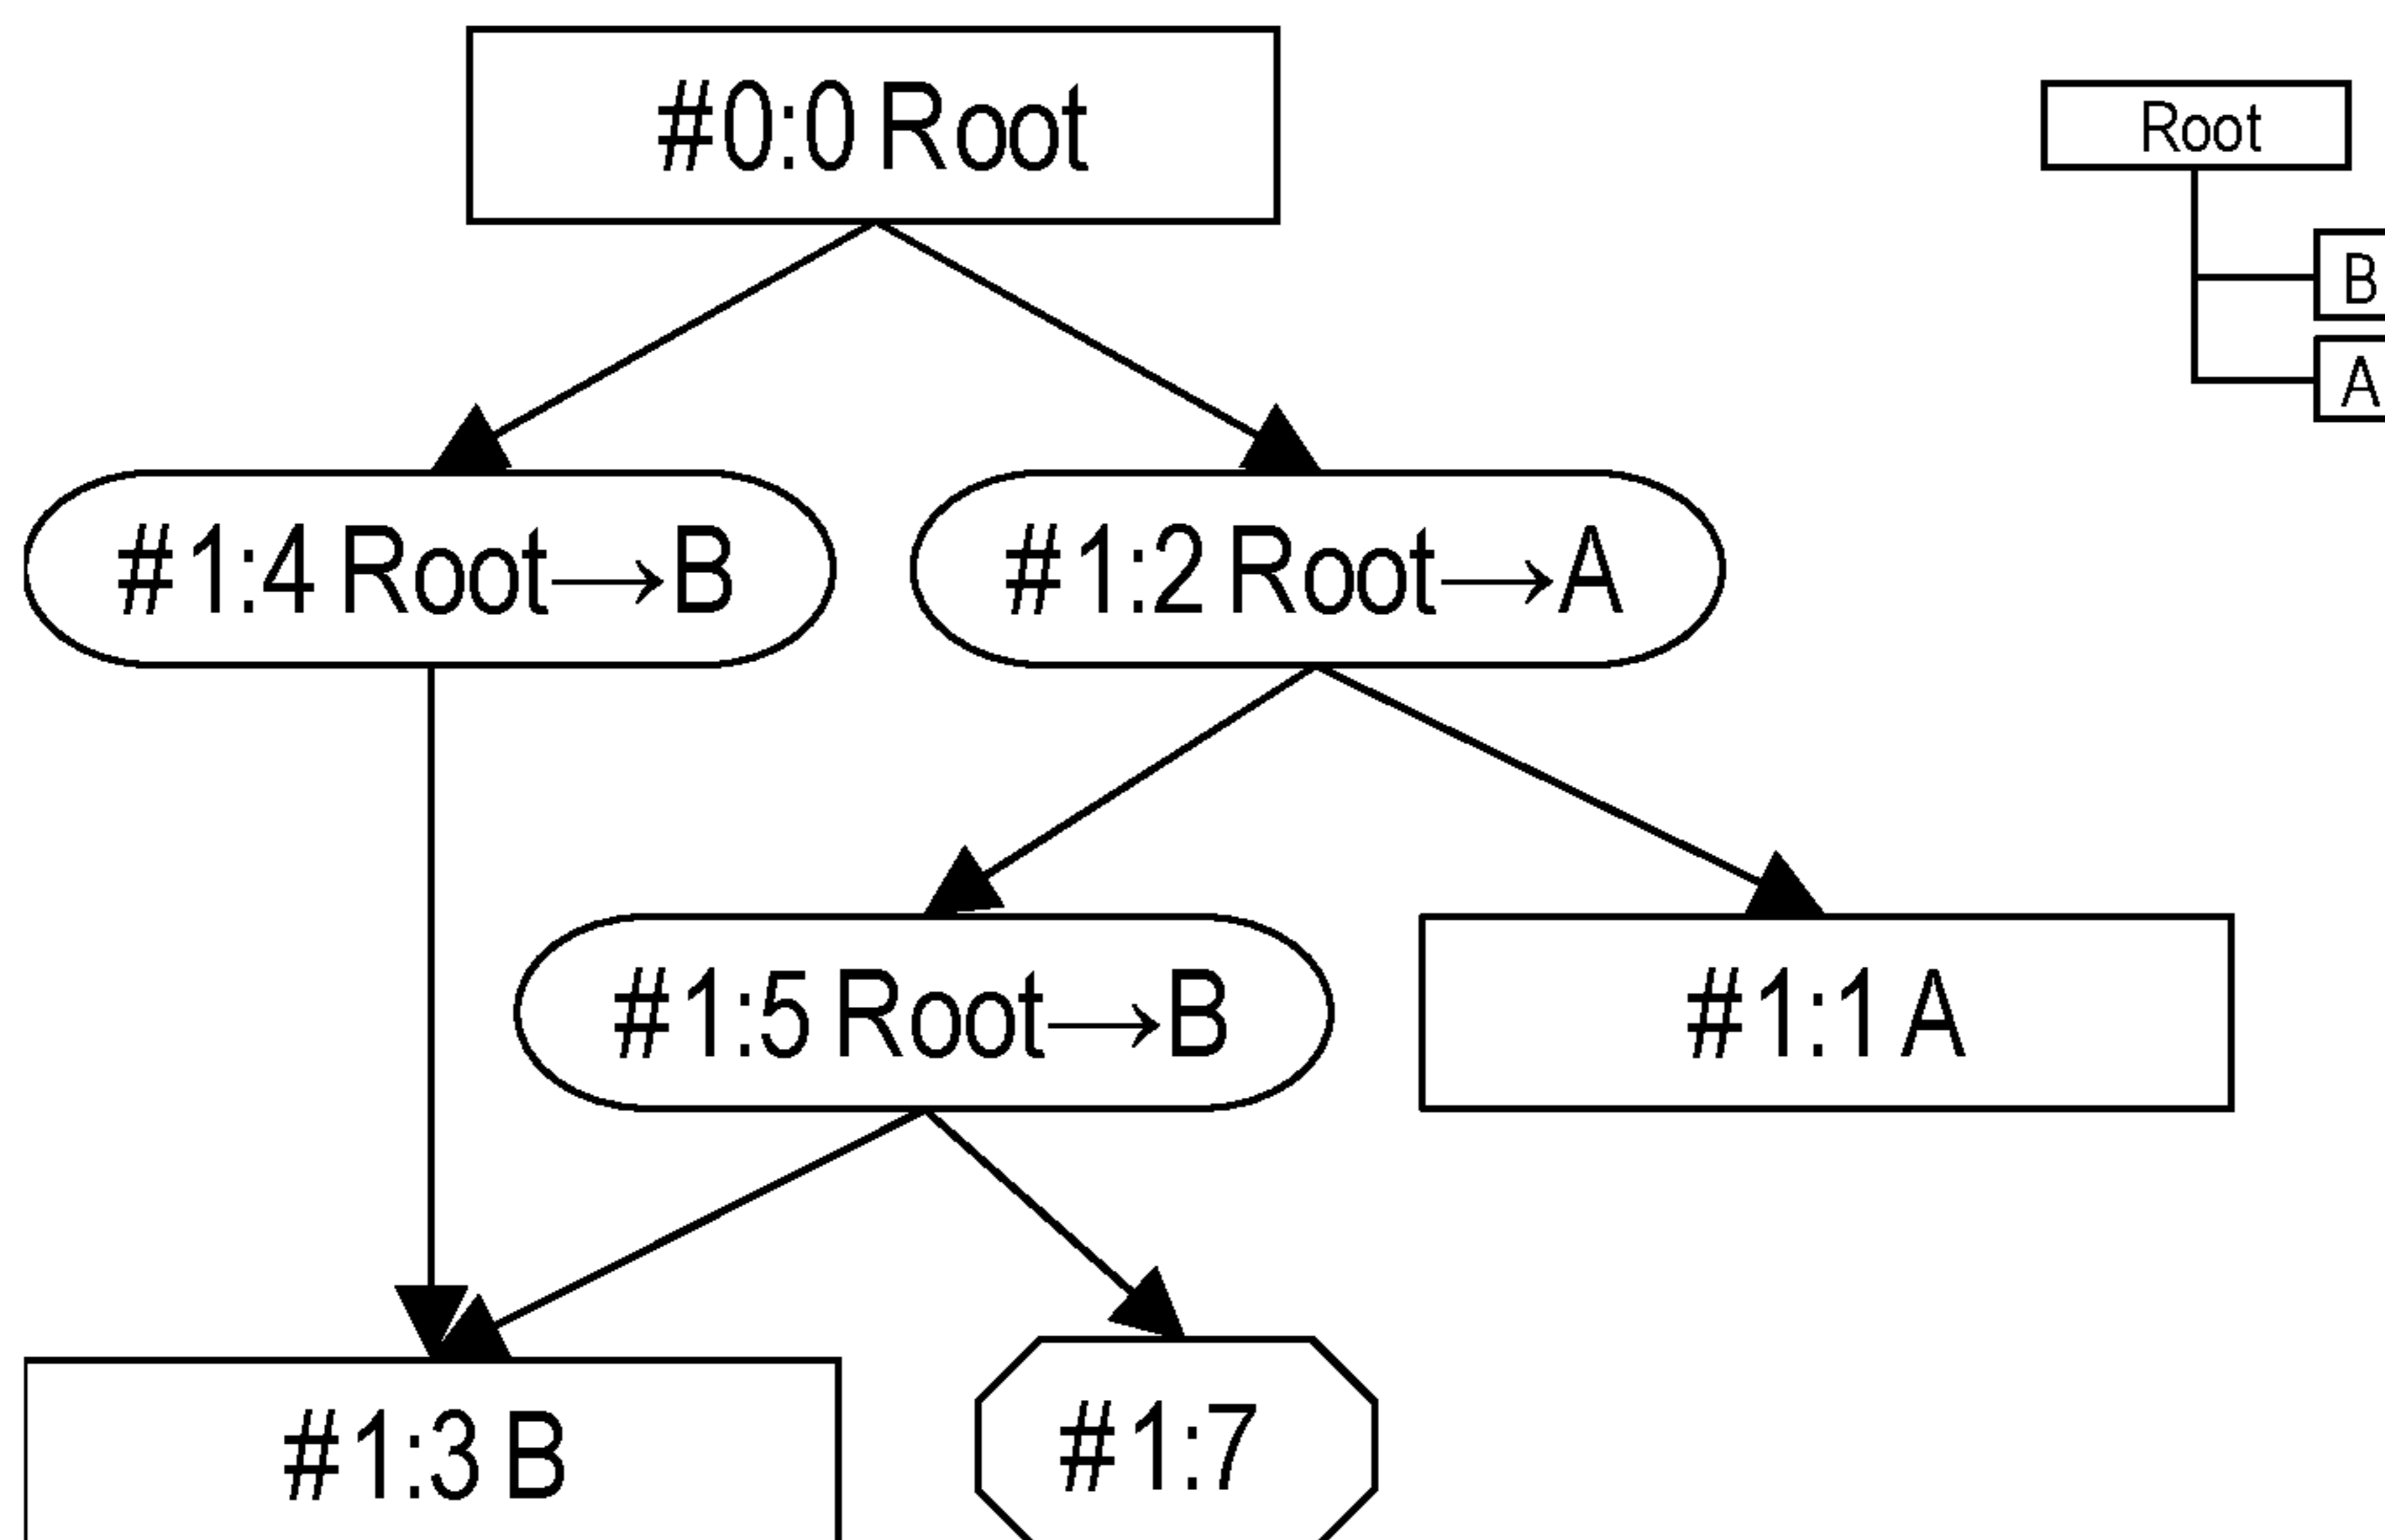 #0:0 Root
Root
B
A
#1:4 Root→B
#1:2 Root→A
#1:5 Root→B
#1:1 A
#1:3 B
#1:7